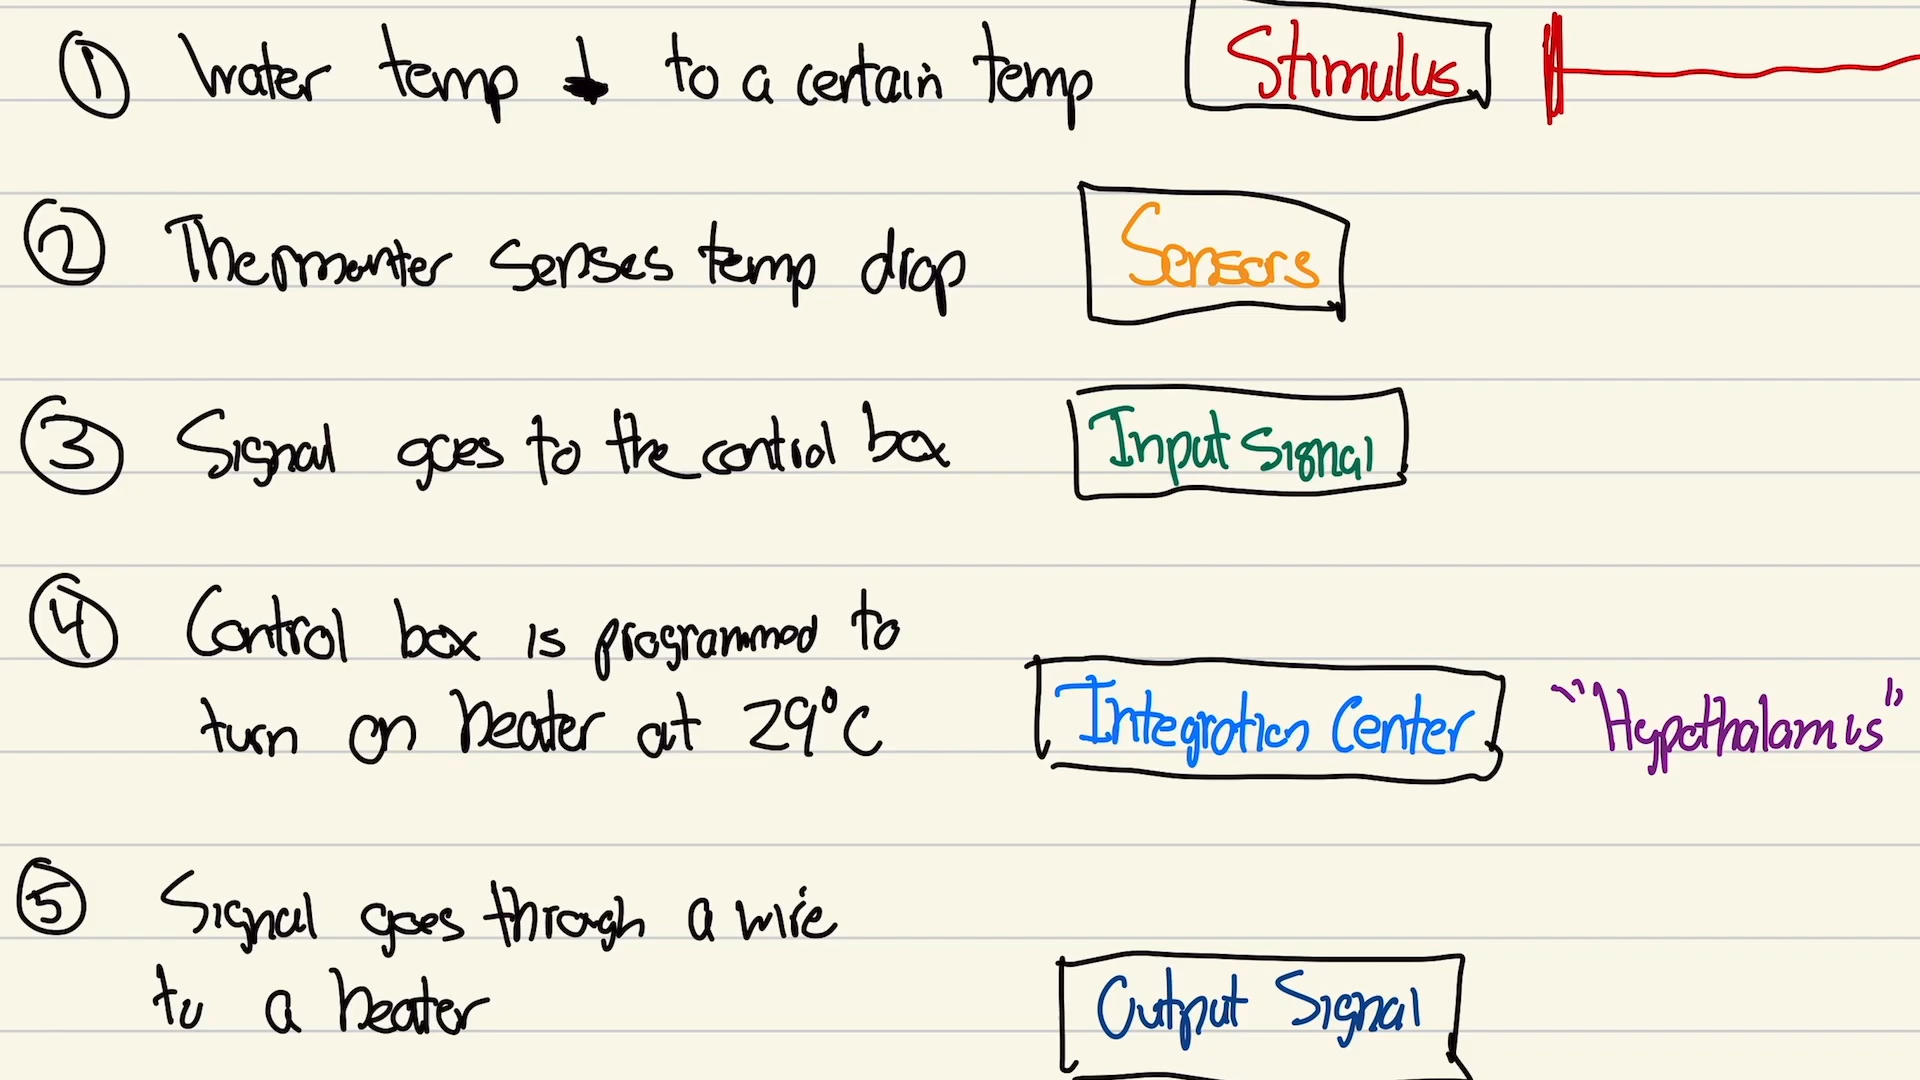 ① Water temp ↓ to a certain temp Stimulus
② Thermomenter senses temp drop Sensors
③ Signal goes to the control box Input Signal
④ Control box is programmed to
turn on heater at 29°C Integration Center "Hypothalamus"
⑤ Signal goes through a wire
to a heater Output Signal